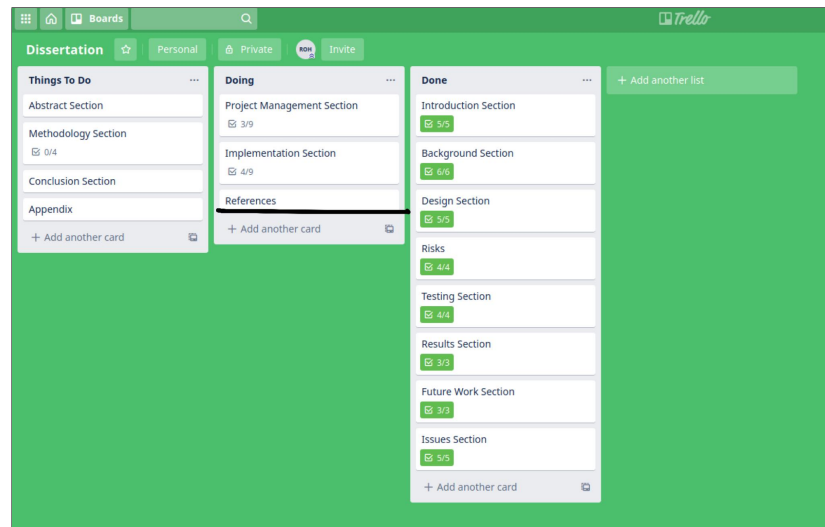 Boards
Trello
Dissertation
Personal
Private
ROH
Invite
Things To Do
Abstract Section
Methodology Section
0/4
Conclusion Section
Appendix
+ Add another card
Doing
Project Management Section
3/9
Implementation Section
4/9
References
+ Add another card
Done
Introduction Section
5/5
Background Section
6/6
Design Section
5/5
Risks
4/4
Testing Section
4/4
Results Section
3/3
Future Work Section
3/3
Issues Section
5/5
+ Add another card
+ Add another list